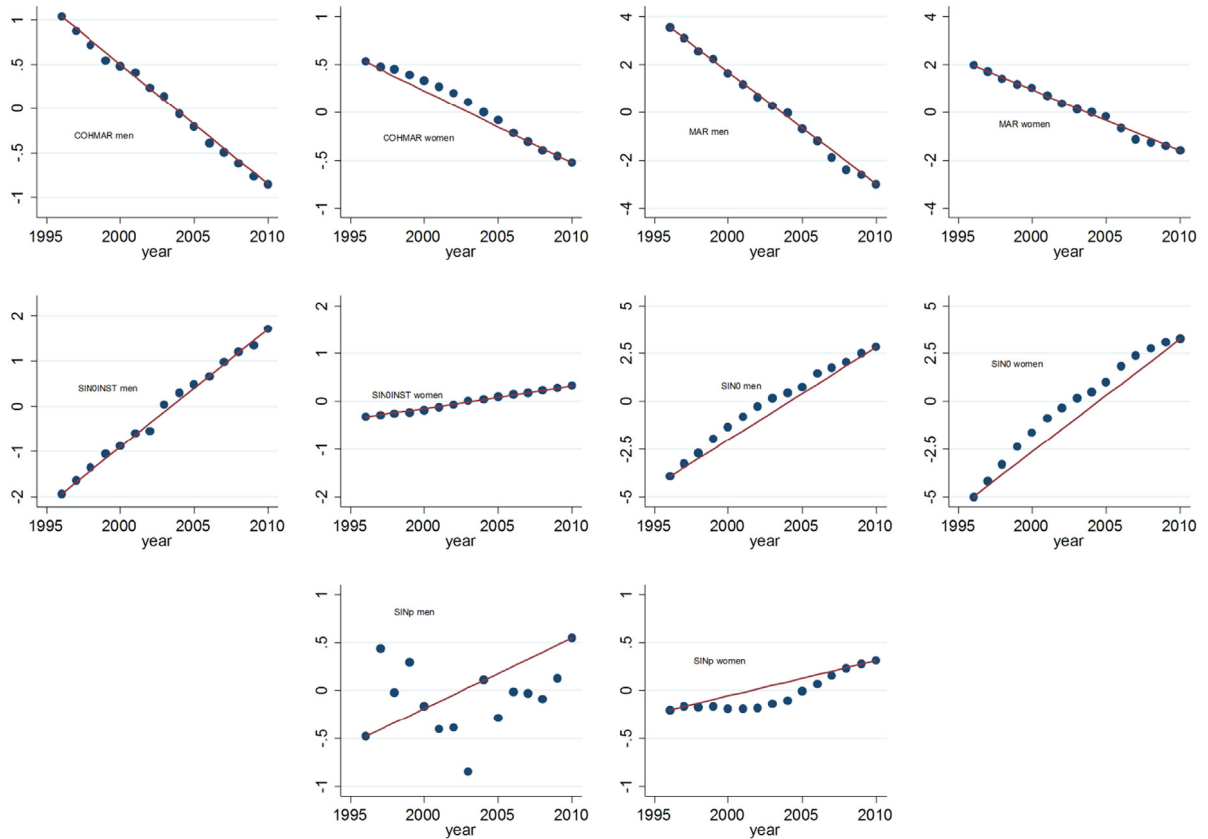 1
.5
0
-.5
-1
COHMAR men
1995 2000 2005 2010
year
1
.5
0
-.5
-1
COHMAR women
1995 2000 2005 2010
year
4
2
0
-2
-4
MAR men
1995 2000 2005 2010
year
4
2
0
-2
-4
MAR women
1995 2000 2005 2010
year
2
1
0
-1
-2
SIN0INST men
1995 2000 2005 2010
year
2
1
0
-1
-2
SIN0INST women
1995 2000 2005 2010
year
5
2.5
0
-2.5
-5
SIN0 men
1995 2000 2005 2010
year
5
2.5
0
-2.5
-5
SIN0 women
1995 2000 2005 2010
year
1
.5
0
-.5
-1
SINp men
1995 2000 2005 2010
year
1
.5
0
-.5
-1
SINp women
1995 2000 2005 2010
year